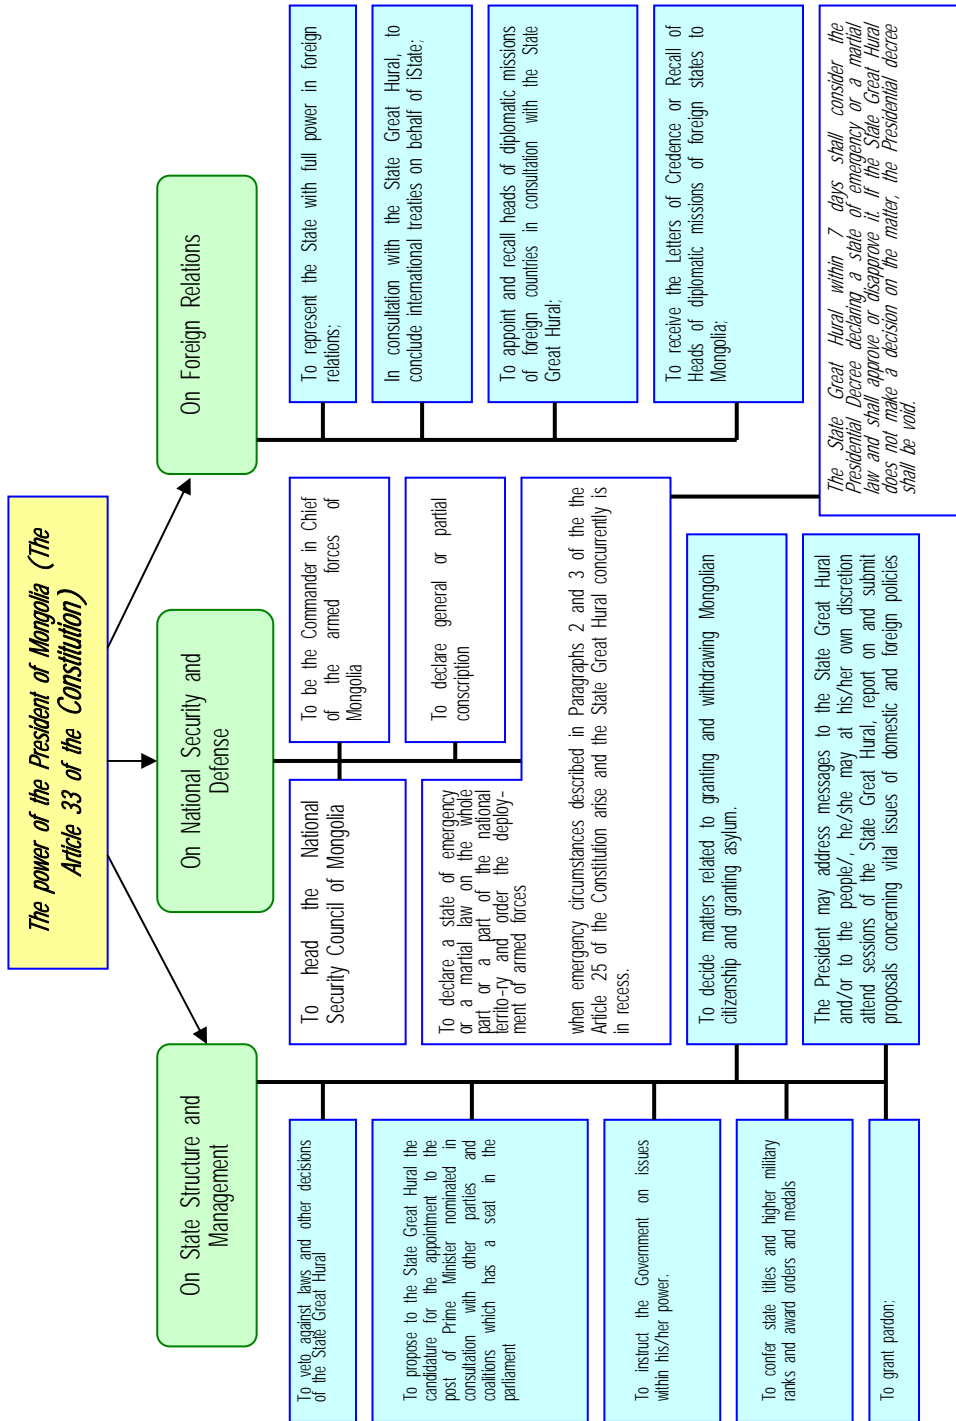 The power of the President of Mongolia (The
Article 33 of the Constitution)
On State Structure and
Management
To veto against laws and other decisions
of the State Great Hural
To propose to the State Great Hural the
candidature for the appointment to the
post of Prime Minister nominated in
consultation with other parties and
coalitions which has a seat in the
parliament
To instruct the Government on issues
within his/her power.
To confer state titles and higher military
ranks and award orders and medals
To grant pardon;
To decide matters related to granting and withdrawing Mongolian
citizenship and granting asylum.
The President may address messages to the State Great Hural
and/or to the people/, he/she may at his/her own discretion
attend sessions of the State Great Hural, report on and submit
proposals concerning vital issues of domestic and foreign policies
On National Security and
Defense
To head the National
Security Council of Mongolia
To be the Commander in Chief
of the armed forces of
Mongolia
To declare general or partial
conscription
To declare a state of emergency
or a martial law on the whole
part or a part of the national
territo-ry and order the deploy-
ment of armed forces
when emergency circumstances described in Paragraphs 2 and 3 of the the
Article 25 of the Constitution arise and the State Great Hural concurrently is
in recess.
On Foreign Relations
To represent the State with full power in foreign
relations;
In consultation with the State Great Hural, to
conclude international treaties on behalf of iState;
To appoint and recall heads of diplomatic missions
of foreign countries in consultation with the State
Great Hural;
To receive the Letters of Credence or Recall of
Heads of diplomatic missions of foreign states to
Mongolia;
The State Great Hural within 7 days shall consider the
Presidential Decree declaring a state of emergency or a martial
law and shall approve or disapprove it. If the State Great Hural
does not make a decision on the matter, the Presidential decree
shall be void.